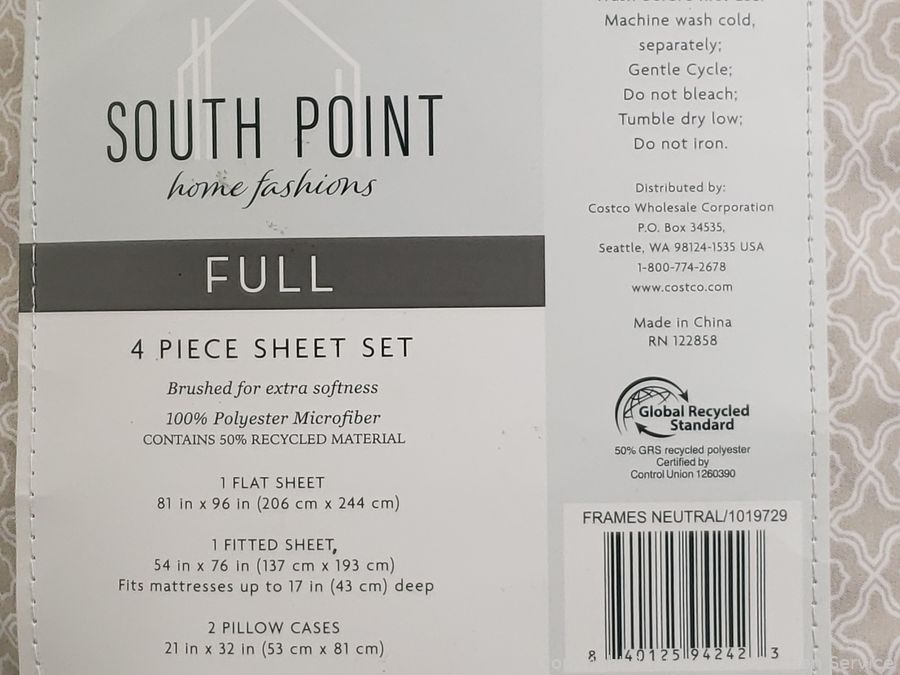 SOUTH POINT
home fashions
FULL
4 PIECE SHEET SET
Brushed for extra softness
100% Polyester Microfiber
CONTAINS 50% RECYCLED MATERIAL
1 FLAT SHEET
81 in x 96 in (206 cm x 244 cm)
1 FITTED SHEET,
54 in x 76 in (137 cm x 193 cm)
Fits mattresses up to 17 in (43 cm) deep
2 PILLOW CASES
21 in x 32 in (53 cm x 81 cm)
Machine wash cold,
separately;
Gentle Cycle;
Do not bleach;
Tumble dry low;
Do not iron.
Distributed by:
Costco Wholesale Corporation
P.O. Box 34535,
Seattle, WA 98124-1535 USA
1-800-774-2678
www.costco.com
Made in China
RN 122858
Global Recycled
Standard
50% GRS recycled polyester
Certified by
Control Union 1260390
FRAMES NEUTRAL/1019729
8 40125 94242 3